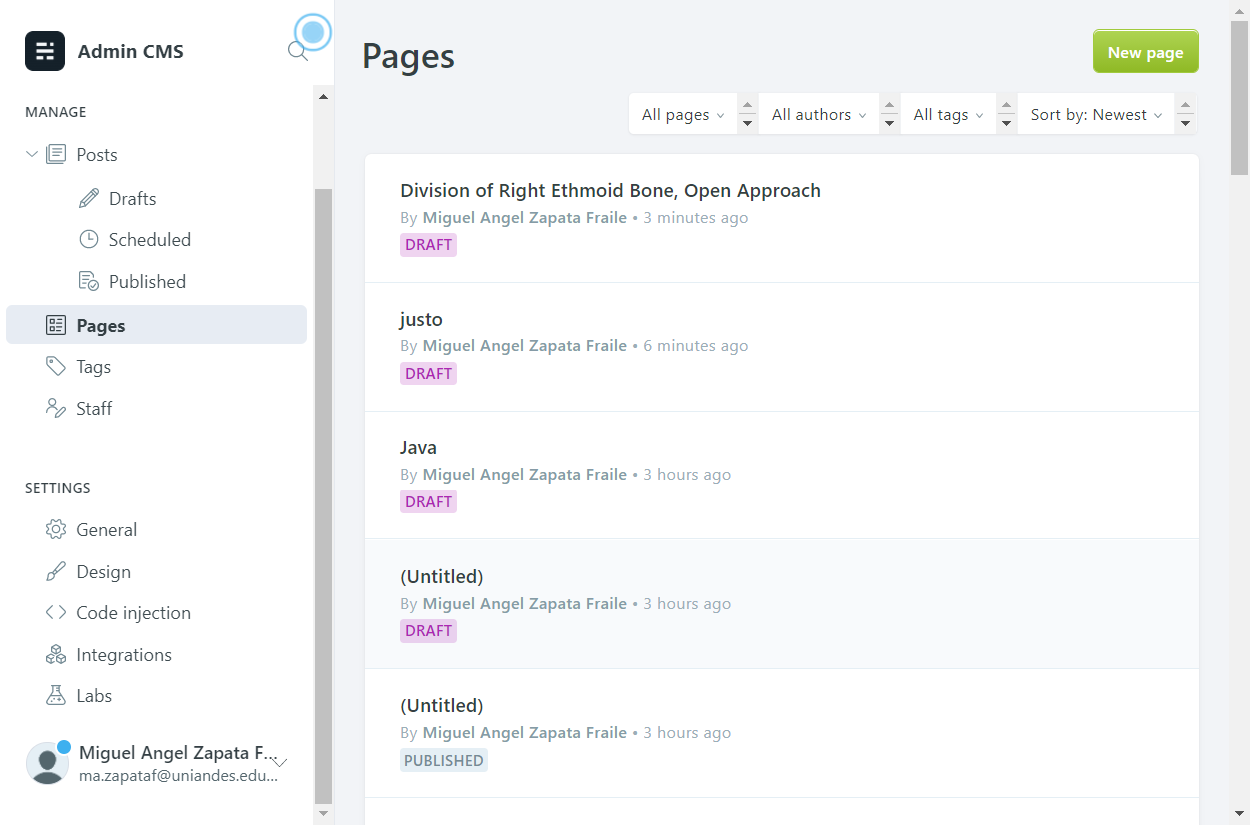 Admin CMS
MANAGE
Posts
Drafts
Scheduled
Published
Pages
Tags
Staff
SETTINGS
General
Design
Code injection
Integrations
Labs
Miguel Angel Zapata F...
ma.zapataf@uniandes.edu...
Pages
New page
All pages
All authors
All tags
Sort by: Newest
Division of Right Ethmoid Bone, Open Approach
By Miguel Angel Zapata Fraile • 3 minutes ago
DRAFT
justo
By Miguel Angel Zapata Fraile • 6 minutes ago
DRAFT
Java
By Miguel Angel Zapata Fraile • 3 hours ago
DRAFT
(Untitled)
By Miguel Angel Zapata Fraile • 3 hours ago
DRAFT
(Untitled)
By Miguel Angel Zapata Fraile • 3 hours ago
PUBLISHED